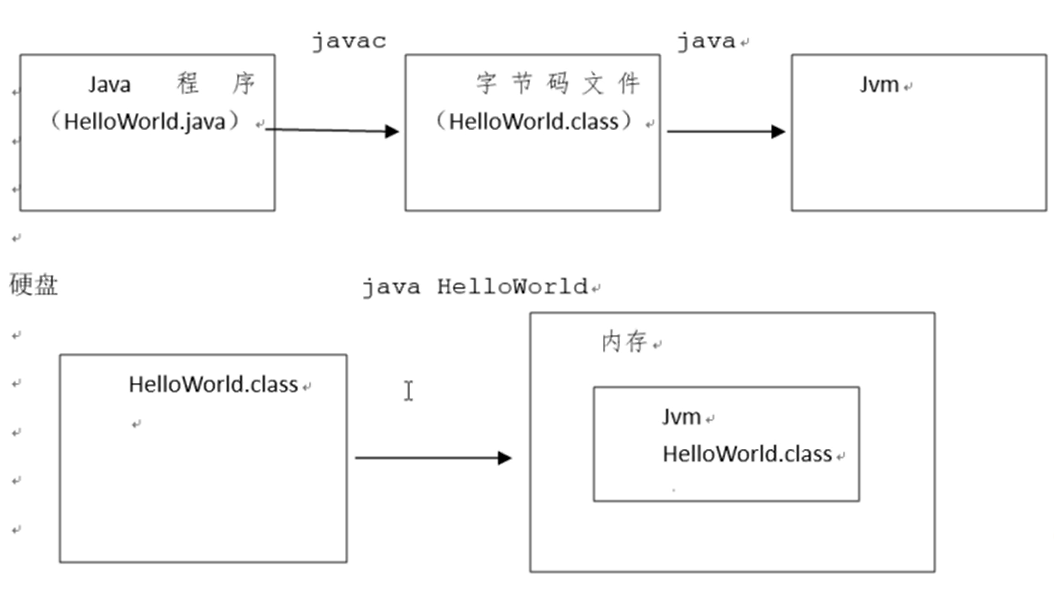 javac
java
Java 程 序
（HelloWorld.java）
字 节 码 文 件
（HelloWorld.class）
Jvm
硬盘
java HelloWorld
HelloWorld.class
内存
Jvm
HelloWorld.class